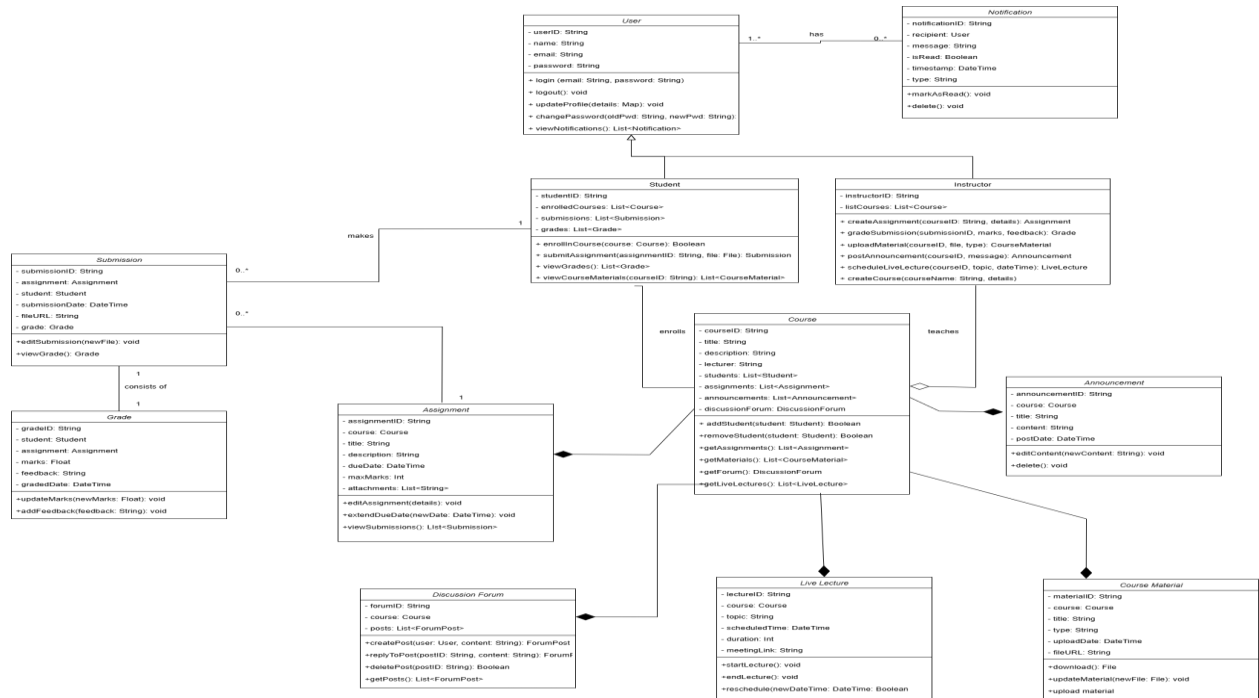 User
- userID: String
- name: String
- email: String
- password: String
+ login (email: String, password: String)
+ logout(): void
+ updateProfile(details: Map): void
+ changePassword(oldPwd: String, newPwd: String):
+ viewNotifications(): List<Notification>
1..*
has
0..*
Notification
- notificationID: String
- recipient: User
- message: String
- isRead: Boolean
- timestamp: DateTime
- type: String
+markAsRead(): void
+delete(): void
Student
- studentID: String
- enrolledCourses: List<Course>
- submissions: List<Submission>
- grades: List<Grade>
+ enrollInCourse(course: Course): Boolean
+ submitAssignment(assignmentID: String, file: File): Submission
+ viewGrades(): List<Grade>
+ viewCourseMaterials(courseID: String): List<CourseMaterial>
Instructor
- instructorID: String
- listCourses: List<Course>
+ createAssignment(courseID: String, details): Assignment
+ gradeSubmission(submissionID, marks, feedback): Grade
+ uploadMaterial(courseID, file, type): CourseMaterial
+ postAnnouncement(courseID, message): Announcement
+ scheduleLiveLecture(courseID, topic, dateTime): LiveLecture
+ createCourse(courseName: String, details)
1
makes
0..*
Submission
- submissionID: String
- assignment: Assignment
- student: Student
- submissionDate: DateTime
- fileURL: String
- grade: Grade
+editSubmission(newFile): void
+viewGrade(): Grade
0..*
1
1
consists of
1
Grade
- gradeID: String
- student: Student
- assignment: Assignment
- marks: Float
- feedback: String
- gradedDate: DateTime
+updateMarks(newMarks: Float): void
+addFeedback(feedback: String): void
Assignment
- assignmentID: String
- course: Course
- title: String
- description: String
- dueDate: DateTime
- maxMarks: Int
- attachments: List<String>
+editAssignment(details): void
+extendDueDate(newDate: DateTime): void
+viewSubmissions(): List<Submission>
enrolls
teaches
Course
- courseID: String
- title: String
- description: String
- lecturer: String
- students: List<Student>
- assignments: List<Assignment>
- announcements: List<Announcement>
- discussionForum: DiscussionForum
+ addStudent(student: Student): Boolean
+removeStudent(student: Student): Boolean
+getAssignments(): List<Assignment>
+getMaterials(): List<CourseMaterial>
+getForum(): DiscussionForum
+getLiveLectures(): List<LiveLecture>
Announcement
- announcementID: String
- course: Course
- title: String
- content: String
- postDate: DateTime
+editContent(newContent: String): void
+delete(): void
Discussion Forum
- forumID: String
- course: Course
- posts: List<ForumPost>
+createPost(user: User, content: String): ForumPost
+replyToPost(postID: String, content: String): ForumF
+deletePost(postID: String): Boolean
+getPosts(): List<ForumPost>
Live Lecture
- lectureID: String
- course: Course
- topic: String
- scheduledTime: DateTime
- duration: Int
- meetingLink: String
+startLecture(): void
+endLecture(): void
+reschedule(newDateTime: DateTime: Boolean
Course Material
- materialID: String
- course: Course
- title: String
- type: String
- uploadDate: DateTime
- fileURL: String
+download(): File
+updateMaterial(newFile: File): void
+upload material